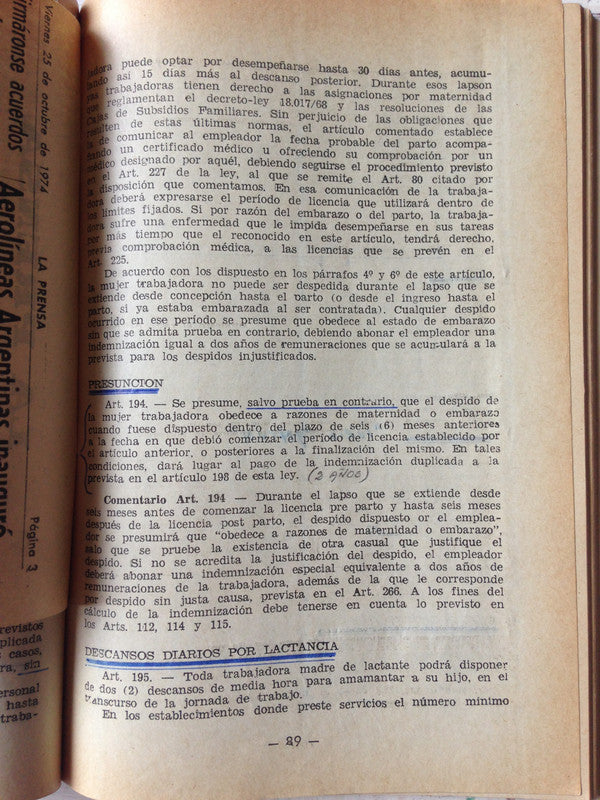 Viernes 25 de octubre de 1974
LA PRENSA
Página 3
irmáronse acuerdos
Aerolíneas Argentinas inauguró
revistos
plicada
casos,
ra, sin
personal
hasta
traba-
jadora puede optar por desempeñarse hasta 30 días antes, acumu-
lando así 15 días más al descanso posterior. Durante esos lapson
las trabajadoras tienen derecho a las asignaciones por maternidad
que reglamentan el decreto-ley 18.017/68 y las resoluciones de las
Cajas de Subsidios Familiares. Sin perjuicio de las obligaciones que
resulten de estas últimas normas, el artículo comentado establece
la de comunicar al empleador la fecha probable del parto acompa-
ñando un certificado médico u ofreciendo su comprobación por un
médico designado por aquél, debiendo seguirse el procedimiento previsto
en el Art. 227 de la ley, al que se remite el Art. 80 citado por
la disposición que comentamos. En esa comunicación de la trabaja-
dora deberá expresarse el período de licencia que utilizará dentro de
los límites fijados. Si por razón del embarazo o del parto, la trabaja-
dora sufre una enfermedad que le impida desempeñarse en sus tareas
por más tiempo que el reconocido en este artículo, tendrá derecho,
previa comprobación médica, a las licencias que se prevén en el
Art. 225.
De acuerdo con los dispuesto en los párrafos 4º y 6º de este artículo,
la mujer trabajadora no puede ser despedida durante el lapso que se
extiende desde concepción hasta el parto (o desde el ingreso hasta el
parto, si ya estaba embarazada al ser contratada). Cualquier despido
ocurrido en ese período se presume que obedece al estado de embarazo
sin que se admita prueba en contrario, debiendo abonar el empleador una
indemnización igual a dos años de remuneraciones que se acumulará a la
prevista para los despidos injustificados.
PRESUNCION
Art. 194. — Se presume, salvo prueba en contrario, que el despido de
la mujer trabajadora obedece a razones de maternidad o embarazo
cuando fuese dispuesto dentro del plazo de seis (6) meses anteriores
a la fecha en que debió comenzar el período de licencia establecido por
el artículo anterior, o posteriores a la finalización del mismo. En tales
condiciones, dará lugar al pago de la indemnización duplicada a la
prevista en el artículo 198 de esta ley. (2 AÑOS)
Comentario Art. 194 — Durante el lapso que se extiende desde
seis meses antes de comenzar la licencia pre parto y hasta seis meses
después de la licencia post parto, el despido dispuesto or el emplea-
dor se presumirá que "obedece a razones de maternidad o embarazo",
salo que se pruebe la existencia de otra casual que justifique el
despido. Si no se acredita la justificación del despido, el empleador
deberá abonar una indemnización especial equivalente a dos años de
remuneraciones de la trabajadora, además de la que le corresponde
por despido sin justa causa, prevista en el Art. 266. A los fines del
cálculo de la indemnización debe tenerse en cuenta lo previsto en
los Arts. 112, 114 y 115.
DESCANSOS DIARIOS POR LACTANCIA
Art. 195. — Toda trabajadora madre de lactante podrá disponer
de dos (2) descansos de media hora para amamantar a su hijo, en el
transcurso de la jornada de trabajo.
En los establecimientos donde preste servicios el número mínimo
— 89 —